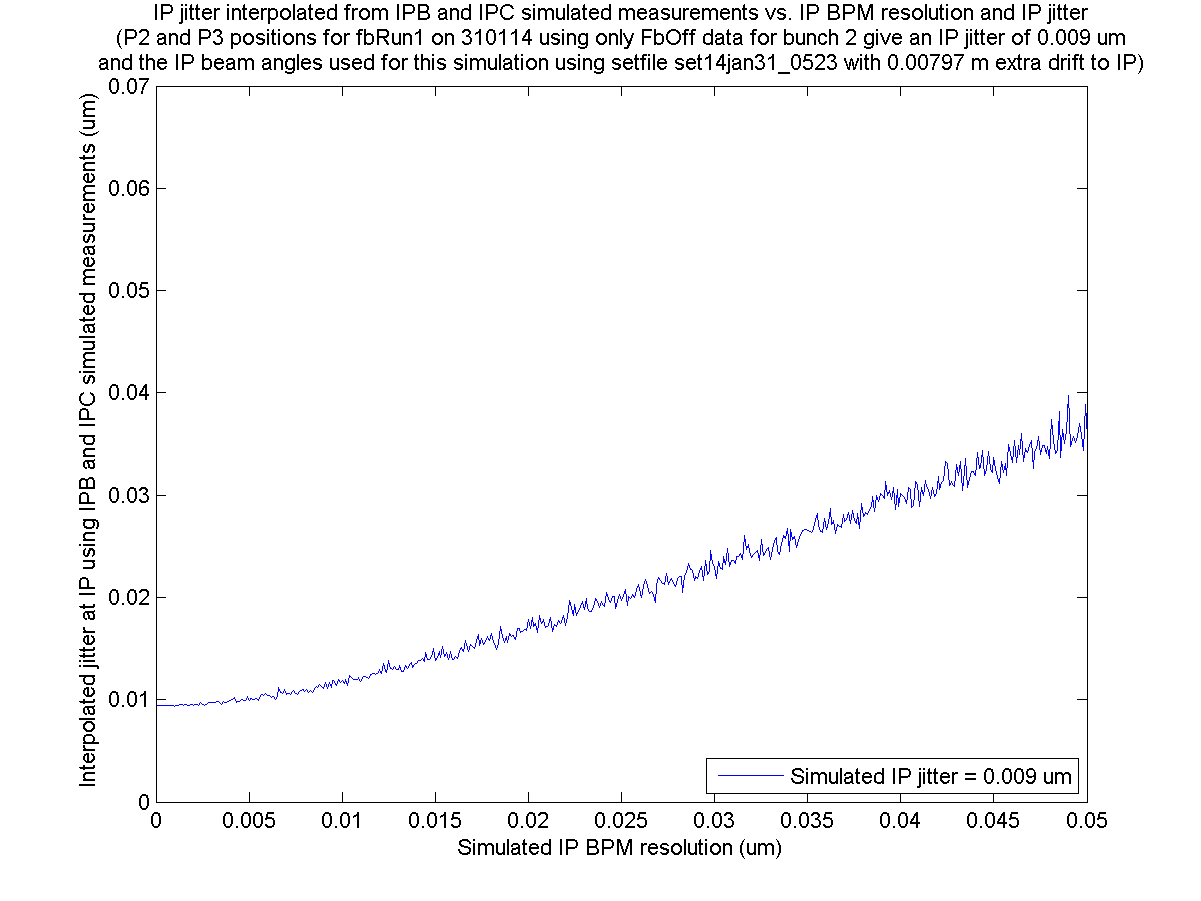 IP jitter interpolated from IPB and IPC simulated measurements vs. IP BPM resolution and IP jitter
(P2 and P3 positions for fbRun1 on 310114 using only FbOff data for bunch 2 give an IP jitter of 0.009 um
and the IP beam angles used for this simulation using setfile set14jan31_0523 with 0.00797 m extra drift to IP)
Interpolated jitter at IP using IPB and IPC simulated measurements (um)
0.07
0.06
0.05
0.04
0.03
0.02
0.01
0
Simulated IP jitter = 0.009 um
0 0.005 0.01 0.015 0.02 0.025 0.03 0.035 0.04 0.045 0.05
Simulated IP BPM resolution (um)